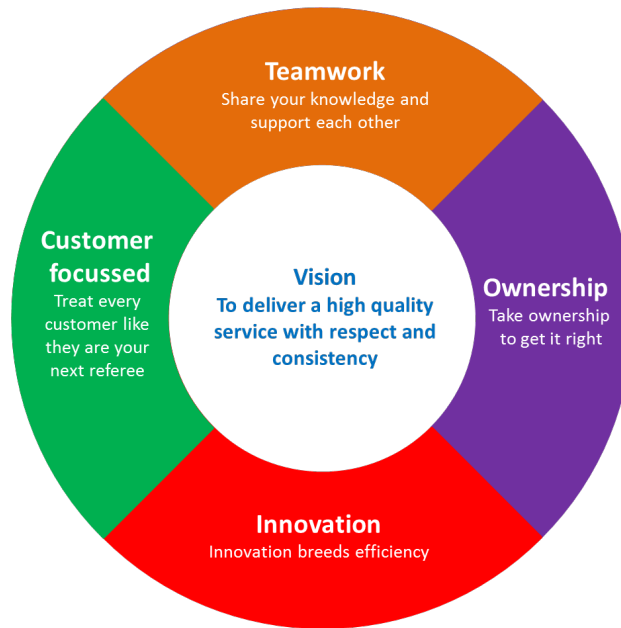 Teamwork
Share your knowledge and
support each other
Customer
focussed
Treat every
customer like
they are your
next referee
Vision
To deliver a high quality
service with respect and
consistency
Ownership
Take ownership
to get it right
Innovation
Innovation breeds efficiency